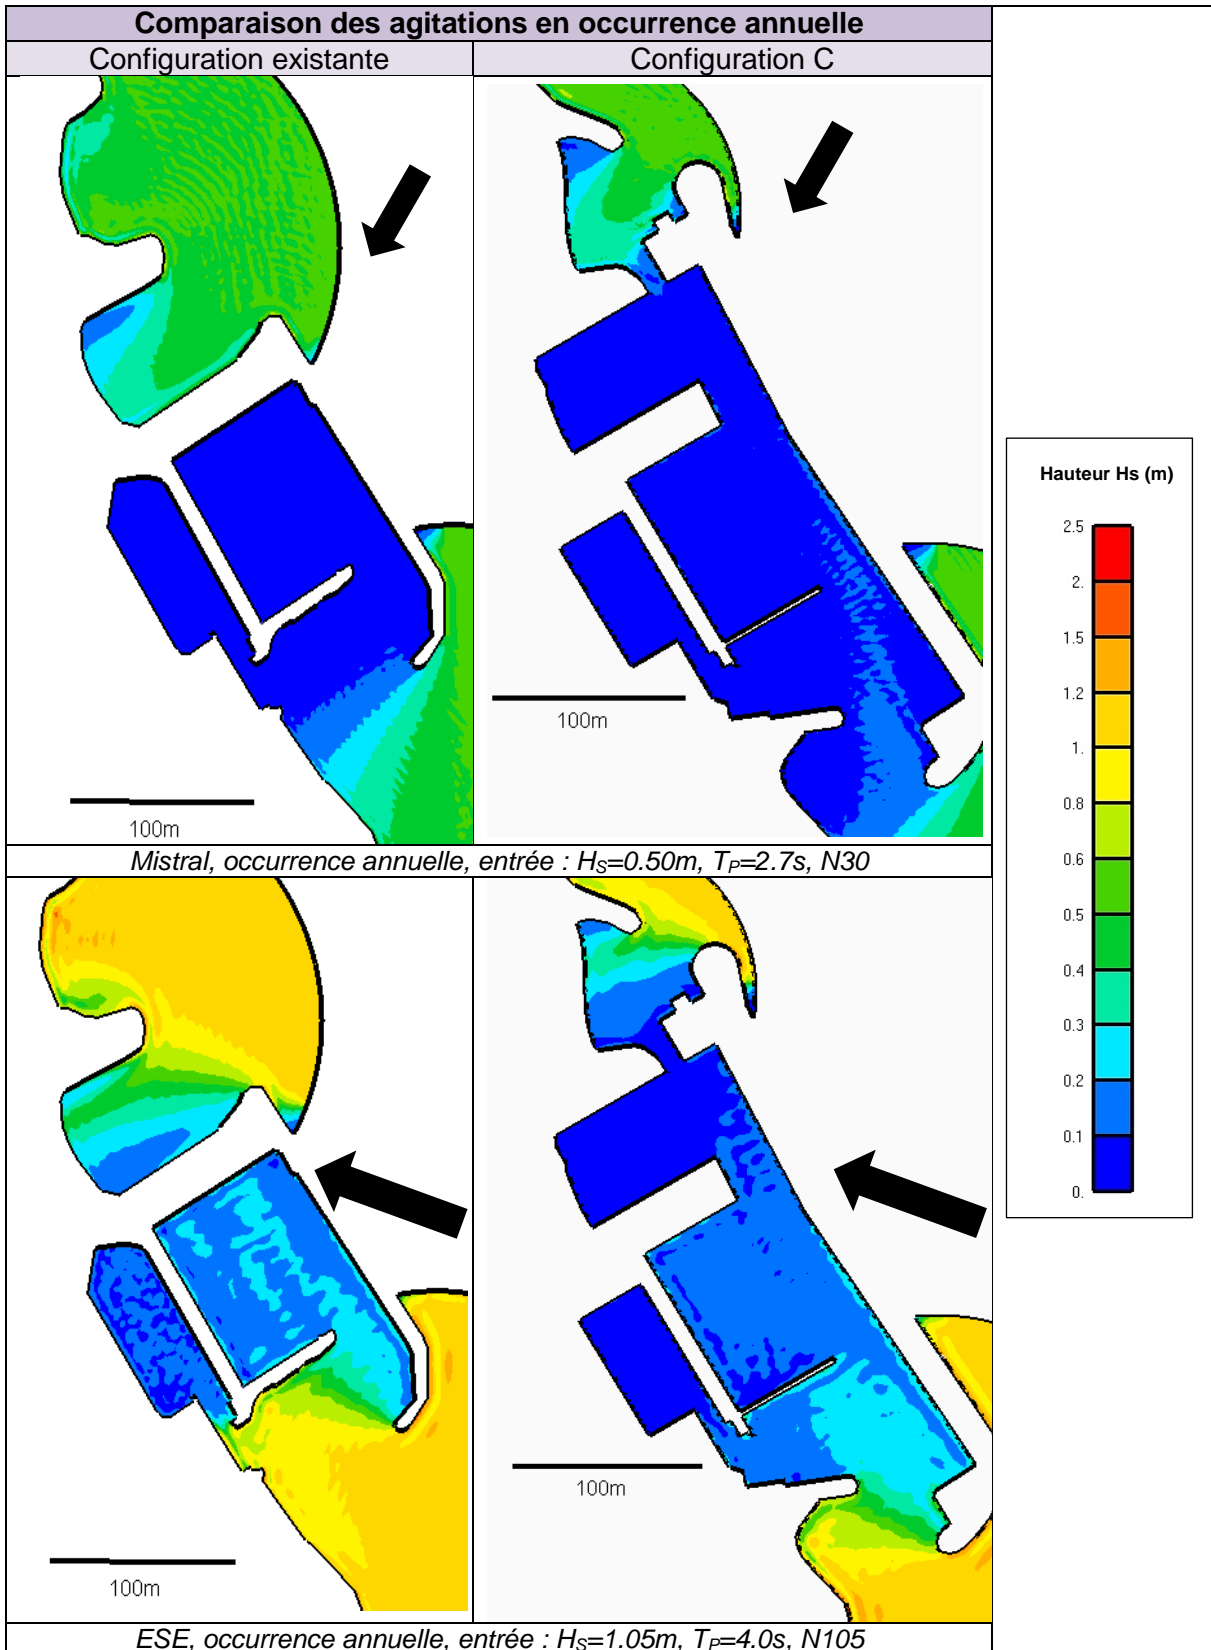 Comparaison des agitations en occurrence annuelle
Configuration existante
Configuration C
100m
100m
Mistral, occurrence annuelle, entrée : HS=0.50m, TP=2.7s, N30
100m
100m
ESE, occurrence annuelle, entrée : HS=1.05m, TP=4.0s, N105
Hauteur Hs (m)
2.5
2.
1.5
1.2
1.
0.8
0.6
0.5
0.4
0.3
0.2
0.1
0.